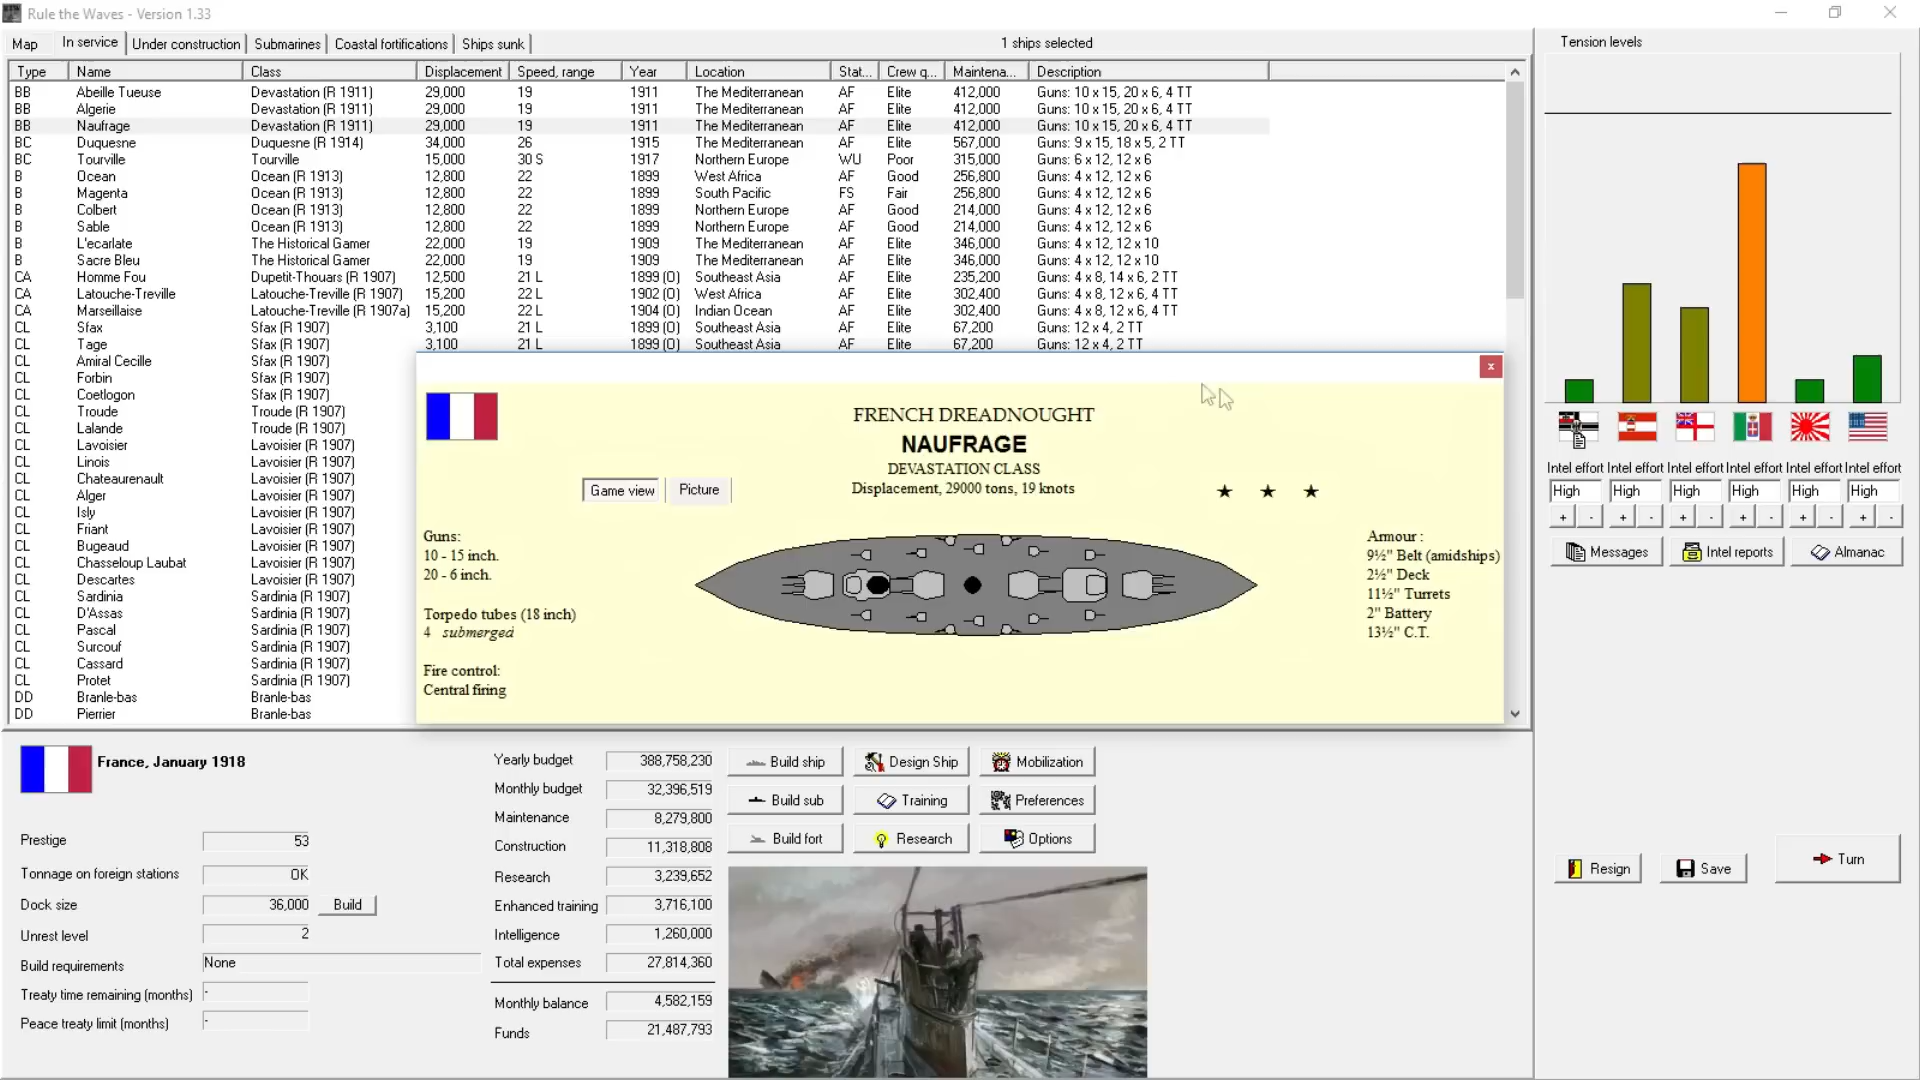 Rule the Waves - Version 1.33
Map In service Under construction Submarines Coastal fortifications Ships sunk 1 ships selected
Type Name Class Displacement Speed, range Year Location Stat... Crew q... Maintena... Description
BB Abeille Tueuse Devastation (R 1911) 29,000 19 1911 The Mediterranean AF Elite 412,000 Guns: 10 x 15, 20 x 6, 4 TT
BB Algerie Devastation (R 1911) 29,000 19 1911 The Mediterranean AF Elite 412,000 Guns: 10 x 15, 20 x 6, 4 TT
BB Naufrage Devastation (R 1911) 29,000 19 1911 The Mediterranean AF Elite 412,000 Guns: 10 x 15, 20 x 6, 4 TT
BC Duquesne Duquesne (R 1914) 34,000 26 1915 The Mediterranean AF Elite 567,000 Guns: 9 x 15, 18 x 5, 2 TT
BC Tourville Tourville 15,000 30 S 1917 Northern Europe WU Poor 315,000 Guns: 6 x 12, 12 x 6
B Ocean Ocean (R 1913) 12,800 22 1899 West Africa AF Good 256,800 Guns: 4 x 12, 12 x 6
B Magenta Ocean (R 1913) 12,800 22 1899 South Pacific FS Fair 256,800 Guns: 4 x 12, 12 x 6
B Colbert Ocean (R 1913) 12,800 22 1899 Northern Europe AF Good 214,000 Guns: 4 x 12, 12 x 6
B Sable Ocean (R 1913) 12,800 22 1899 Northern Europe AF Good 214,000 Guns: 4 x 12, 12 x 6
B L'ecarlate The Historical Gamer 22,000 19 1909 The Mediterranean AF Elite 346,000 Guns: 4 x 12, 12 x 10
B Sacre Bleu The Historical Gamer 22,000 19 1909 The Mediterranean AF Elite 346,000 Guns: 4 x 12, 12 x 10
CA Homme Fou Dupetit-Thouars (R 1907) 12,500 21 L 1899 (O) Southeast Asia AF Elite 235,200 Guns: 4 x 8, 14 x 6, 2 TT
CA Latouche-Treville Latouche-Treville (R 1907) 15,200 22 L 1902 (O) West Africa AF Elite 302,400 Guns: 4 x 8, 12 x 6, 4 TT
CA Marseillaise Latouche-Treville (R 1907a) 15,200 22 L 1904 (O) Indian Ocean AF Elite 302,400 Guns: 4 x 8, 12 x 6, 4 TT
CL Sfax Sfax (R 1907) 3,100 21 L 1899 (O) Southeast Asia AF Elite 67,200 Guns: 12 x 4, 2 TT
CL Tage Sfax (R 1907) 3,100 21 L 1899 (O) Southeast Asia AF Elite 67,200 Guns: 12 x 4, 2 TT
CL Amiral Cecille Sfax (R 1907)
CL Forbin Sfax (R 1907)
CL Coetlogon Sfax (R 1907)
CL Troude Troude (R 1907)
CL Lalande Troude (R 1907)
CL Lavoisier Lavoisier (R 1907)
CL Linois Lavoisier (R 1907)
CL Chateaurenault Lavoisier (R 1907)
CL Alger Lavoisier (R 1907)
CL Isly Lavoisier (R 1907)
CL Friant Lavoisier (R 1907)
CL Bugeaud Lavoisier (R 1907)
CL Chasseloup Laubat Lavoisier (R 1907)
CL Descartes Lavoisier (R 1907)
CL Sardinia Sardinia (R 1907)
CL D'Assas Sardinia (R 1907)
CL Pascal Sardinia (R 1907)
CL Surcouf Sardinia (R 1907)
CL Cassard Sardinia (R 1907)
CL Protet Sardinia (R 1907)
DD Branle-bas Branle-bas
DD Pierrier Branle-bas
x
FRENCH DREADNOUGHT
NAUFRAGE
DEVASTATION CLASS
Displacement, 29000 tons, 19 knots
Game view Picture
Guns:
10 - 15 inch.
20 - 6 inch.
Torpedo tubes (18 inch)
4 submerged
Fire control:
Central firing
Armour :
9½" Belt (amidships)
2½" Deck
11½" Turrets
2" Battery
13½" C.T.
Tension levels
Intel effort Intel effort Intel effort Intel effort Intel effort Intel effort
High High High High High High
+ - + - + - + - + - + -
Messages Intel reports Almanac
France, January 1918
Prestige 53
Tonnage on foreign stations OK
Dock size 36,000 Build
Unrest level 2
Build requirements None
Treaty time remaining (months) -
Peace treaty limit (months) -
Yearly budget 388,758,230
Monthly budget 32,396,519
Maintenance 8,279,800
Construction 11,318,808
Research 3,239,652
Enhanced training 3,716,100
Intelligence 1,260,000
Total expenses 27,814,360
Monthly balance 4,582,159
Funds 21,487,793
Build ship Design Ship Mobilization
Build sub Training Preferences
Build fort Research Options
Resign Save Turn